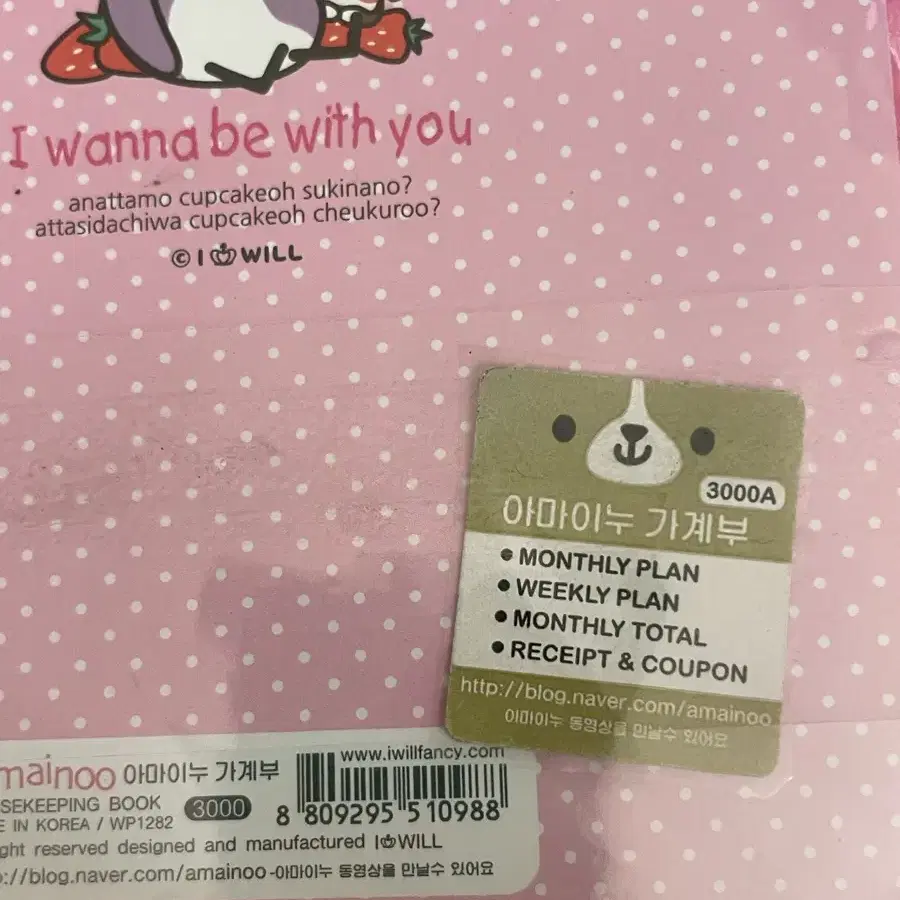 I wanna be with you
anattamo cupcakeoh sukinano?
attasidachiwa cupcakeoh cheukuroo?
© I WILL
3000A
아마이누 가계부
• MONTHLY PLAN
• WEEKLY PLAN
• MONTHLY TOTAL
• RECEIPT & COUPON
http://blog.naver.com/amainoo
아마이누 동영상을 만날수 있어요
mainoo 아마이누 가계부
www.iwillfancy.com
SEKEEPING BOOK 3000
E IN KOREA / WP1282
8 809295 510988
ght reserved designed and manufactured I WILL
://blog.naver.com/amainoo-아마이누 동영상을 만날수 있어요